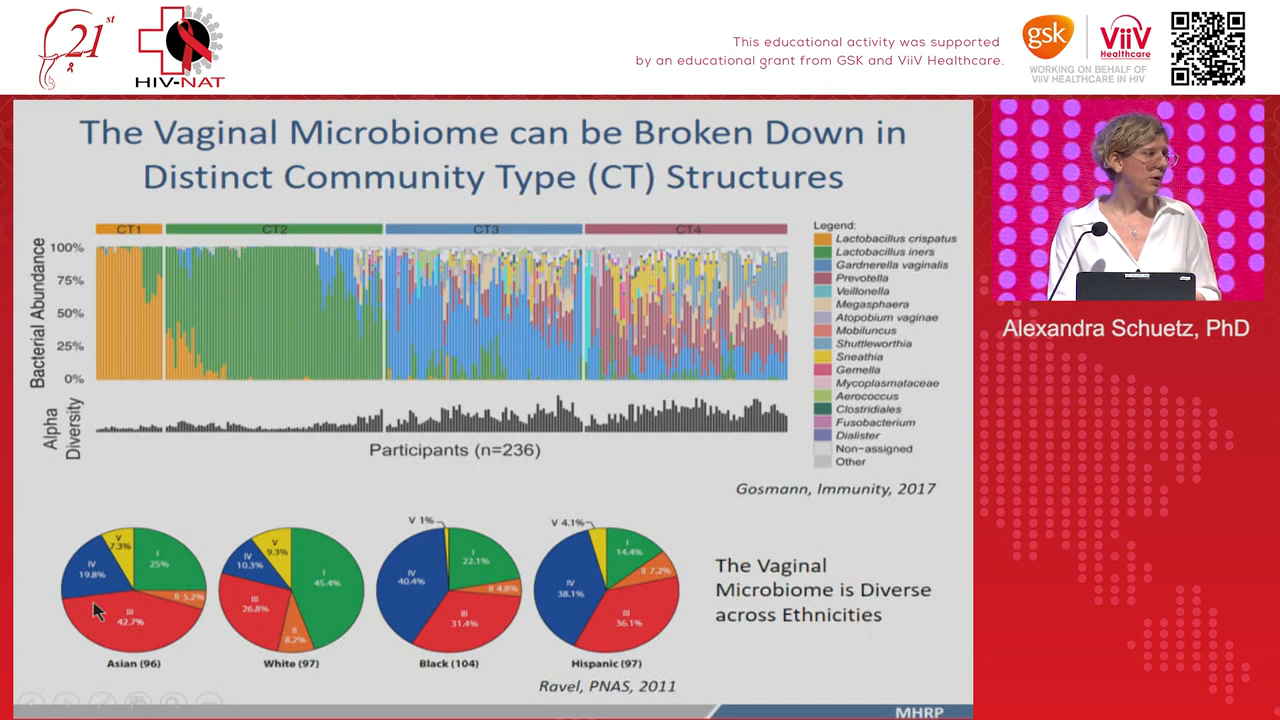 21st
HIV-NAT
This educational activity was supported
by an educational grant from GSK and ViiV Healthcare.
gsk
ViiV
Healthcare
WORKING ON BEHALF OF
VIIV HEALTHCARE IN HIV
The Vaginal Microbiome can be Broken Down in
Distinct Community Type (CT) Structures
CT1 CT2 CT3 CT4
Bacterial Abundance
100%
75%
50%
25%
0%
Alpha
Diversity
Participants (n=236)
Legend:
Lactobacillus crispatus
Lactobacillus iners
Gardnerella vaginalis
Prevotella
Veillonella
Megasphaera
Atopobium vaginae
Mobiluncus
Shuttleworthia
Sneathia
Gemella
Mycoplasmataceae
Aerococcus
Clostridiales
Fusobacterium
Dialister
Non-assigned
Other
Gosmann, Immunity, 2017
V
7.3%
I
25%
IV
19.8%
II 5.2%
III
42.7%
Asian (96)
V
9.3%
IV
10.3%
I
45.4%
III
26.8%
II
8.2%
White (97)
V 1%
I
22.1%
IV
40.4%
II 4.8%
III
31.4%
Black (104)
V 4.1%
I
14.4%
II 7.2%
IV
38.1%
III
36.1%
Hispanic (97)
The Vaginal
Microbiome is Diverse
across Ethnicities
Ravel, PNAS, 2011
MHRP
Alexandra Schuetz, PhD